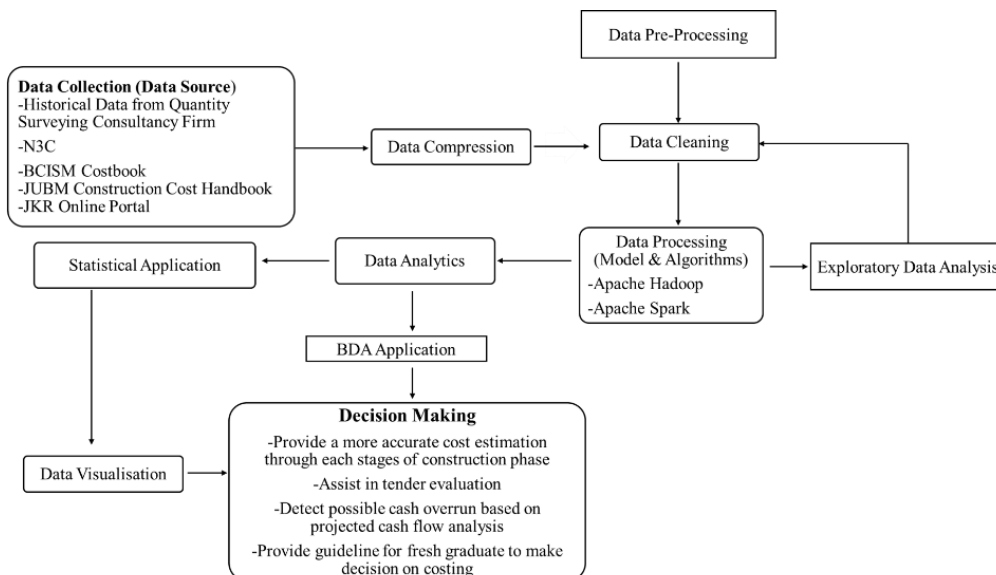 Data Pre-Processing
Data Collection (Data Source)
-Historical Data from Quantity
Surveying Consultancy Firm
-N3C
-BCISM Costbook
-JUBM Construction Cost Handbook
-JKR Online Portal
Data Compression
Data Cleaning
Statistical Application
Data Analytics
Data Processing
(Model & Algorithms)
-Apache Hadoop
-Apache Spark
Exploratory Data Analysis
BDA Application
Data Visualisation
Decision Making
-Provide a more accurate cost estimation
through each stages of construction phase
-Assist in tender evaluation
-Detect possible cash overrun based on
projected cash flow analysis
-Provide guideline for fresh graduate to make
decision on costing